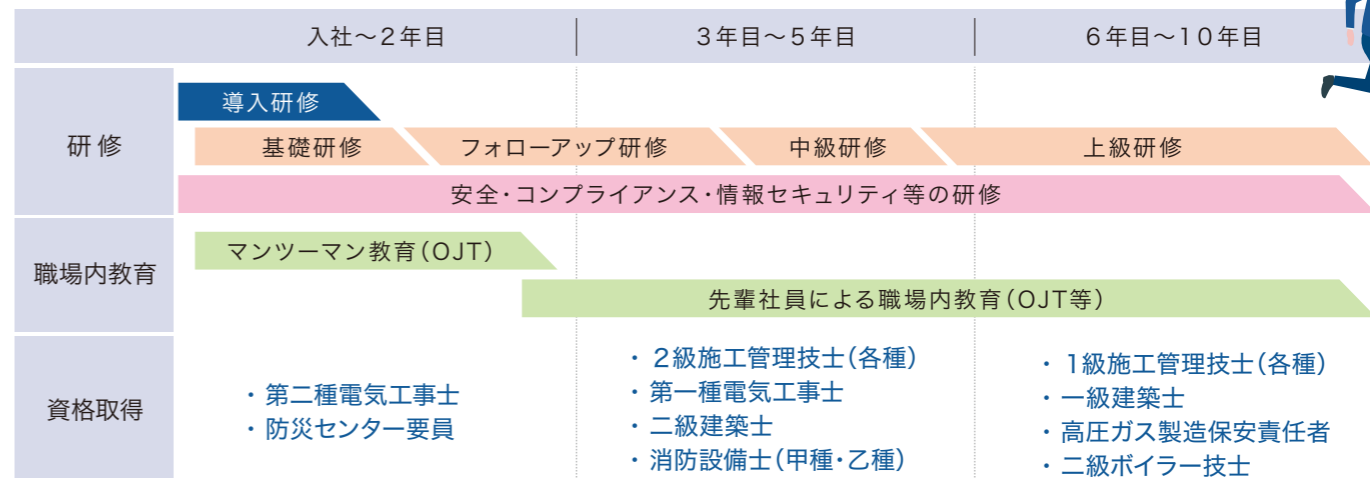 入社～2年目
3年目～5年目
6年目～10年目
研修
導入研修
基礎研修
フォローアップ研修
中級研修
上級研修
安全・コンプライアンス・情報セキュリティ等の研修
職場内教育
マンツーマン教育(OJT)
先輩社員による職場内教育(OJT等)
資格取得
・第二種電気工事士
・防災センター要員
・2級施工管理技士(各種)
・第一種電気工事士
・二級建築士
・消防設備士(甲種・乙種)
・1級施工管理技士(各種)
・一級建築士
・高圧ガス製造保安責任者
・二級ボイラー技士